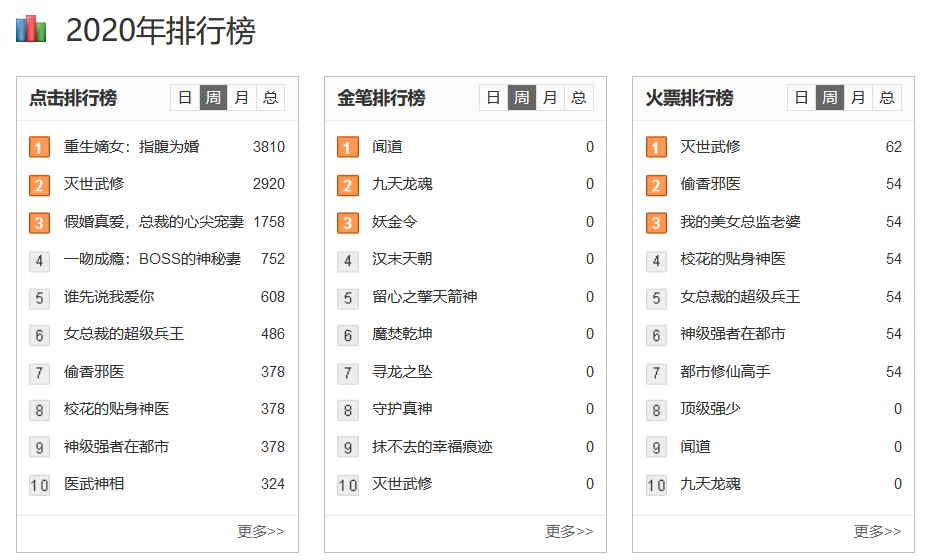 2020年排行榜
点击排行榜 日 周 月 总
1 重生嫡女：指腹为婚 3810
2 灭世武修 2920
3 假婚真爱，总裁的心尖宠妻 1758
4 一吻成瘾：BOSS的神秘妻 752
5 谁先说我爱你 608
6 女总裁的超级兵王 486
7 偷香邪医 378
8 校花的贴身神医 378
9 神级强者在都市 378
10 医武神相 324
更多>>
金笔排行榜 日 周 月 总
1 闻道 0
2 九天龙魂 0
3 妖金令 0
4 汉末天朝 0
5 留心之擎天箭神 0
6 魔焚乾坤 0
7 寻龙之坠 0
8 守护真神 0
9 抹不去的幸福痕迹 0
10 灭世武修 0
更多>>
火票排行榜 日 周 月 总
1 灭世武修 62
2 偷香邪医 54
3 我的美女总监老婆 54
4 校花的贴身神医 54
5 女总裁的超级兵王 54
6 神级强者在都市 54
7 都市修仙高手 54
8 顶级强少 0
9 闻道 0
10 九天龙魂 0
更多>>